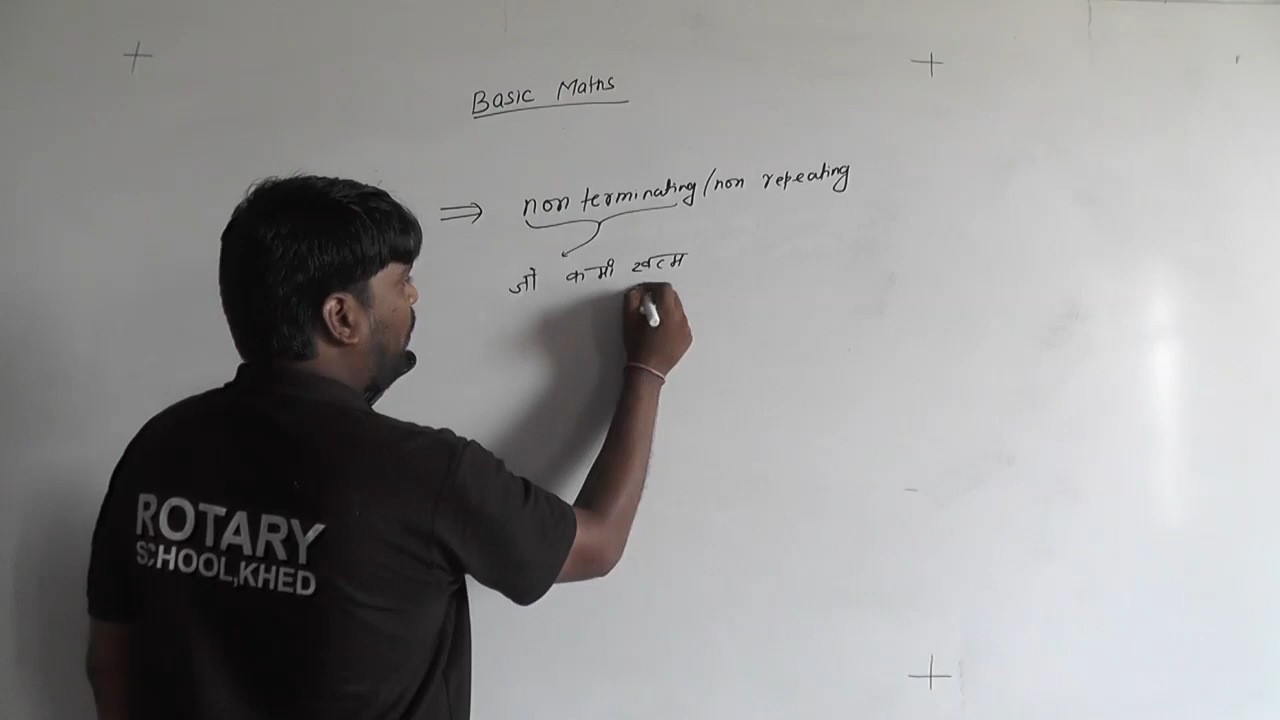 Basic Maths
⇒ non terminating / non repeating
जो कभी खत्म
ROTARY
SCHOOL,KHED